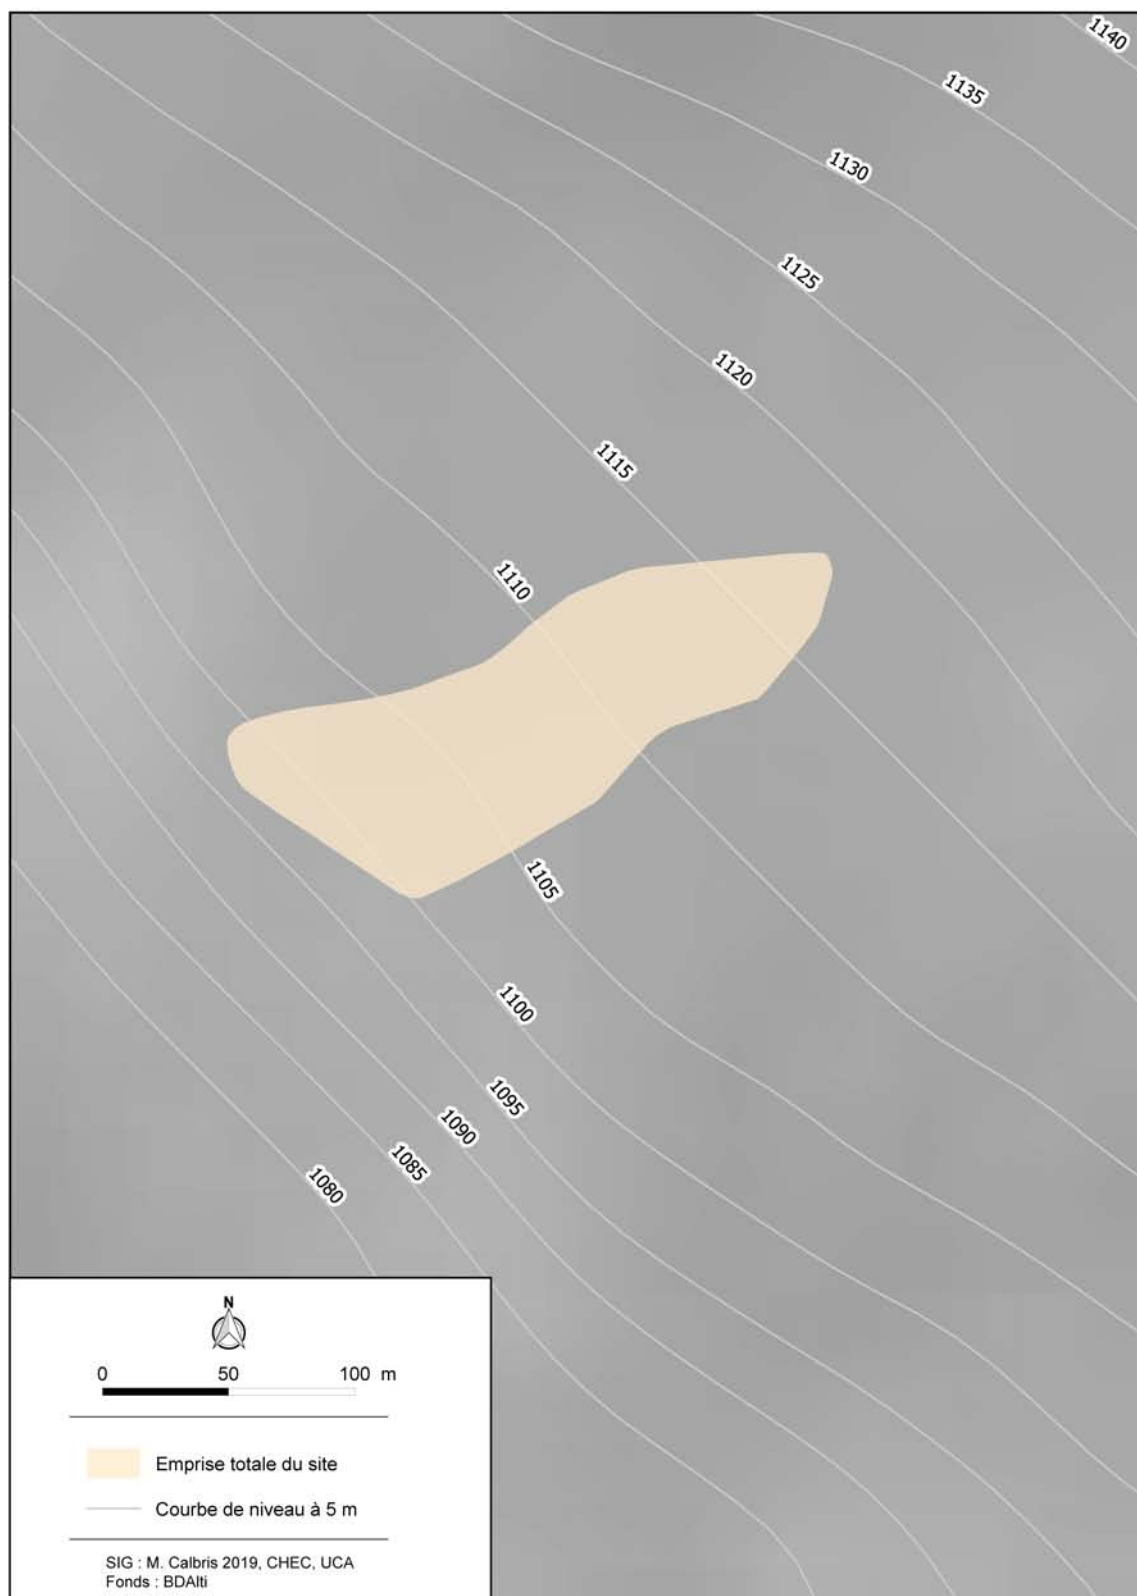 1140
1135
1130
1125
1120
1115
1110
1105
1100
1095
1090
1085
1080
N
0 50 100 m
Emprise totale du site
Courbe de niveau à 5 m
SIG : M. Calbris 2019, CHEC, UCA
Fonds : BDAlti